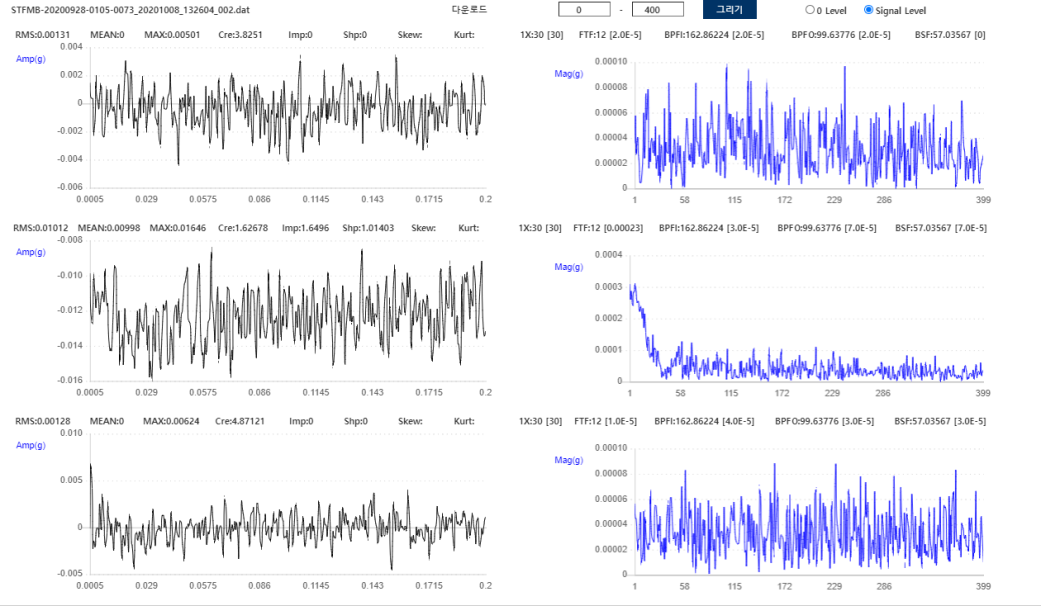 STFMB-20200928-0105-0073_20201008_132604_002.dat 다운로드 0 - 400 그리기 0 Level Signal Level
RMS:0.00131 MEAN:0 MAX:0.00501 Cre:3.8251 Imp:0 Shp:0 Skew: Kurt:
Amp(g)
0.004
0.002
0
-0.002
-0.004
-0.006
0.0005 0.029 0.0575 0.086 0.1145 0.143 0.1715 0.2
1X:30 [30] FTF:12 [2.0E-5] BPFI:162.86224 [2.0E-5] BPFO:99.63776 [2.0E-5] BSF:57.03567 [0]
Mag(g)
0.00010
0.00008
0.00006
0.00004
0.00002
0
1 58 115 172 229 286 399
RMS:0.01012 MEAN:0.00998 MAX:0.01646 Cre:1.62678 Imp:1.6496 Shp:1.01403 Skew: Kurt:
Amp(g)
-0.008
-0.010
-0.012
-0.014
-0.016
0.0005 0.029 0.0575 0.086 0.1145 0.143 0.1715 0.2
1X:30 [30] FTF:12 [0.00023] BPFI:162.86224 [3.0E-5] BPFO:99.63776 [7.0E-5] BSF:57.03567 [7.0E-5]
Mag(g)
0.0004
0.0003
0.0002
0.0001
0
1 58 115 172 229 286 399
RMS:0.00128 MEAN:0 MAX:0.00624 Cre:4.87121 Imp:0 Shp:0 Skew: Kurt:
Amp(g)
0.010
0.005
0
-0.005
0.0005 0.029 0.0575 0.086 0.1145 0.143 0.1715 0.2
1X:30 [30] FTF:12 [1.0E-5] BPFI:162.86224 [4.0E-5] BPFO:99.63776 [3.0E-5] BSF:57.03567 [3.0E-5]
Mag(g)
0.00010
0.00008
0.00006
0.00004
0.00002
0
1 58 115 172 229 286 399